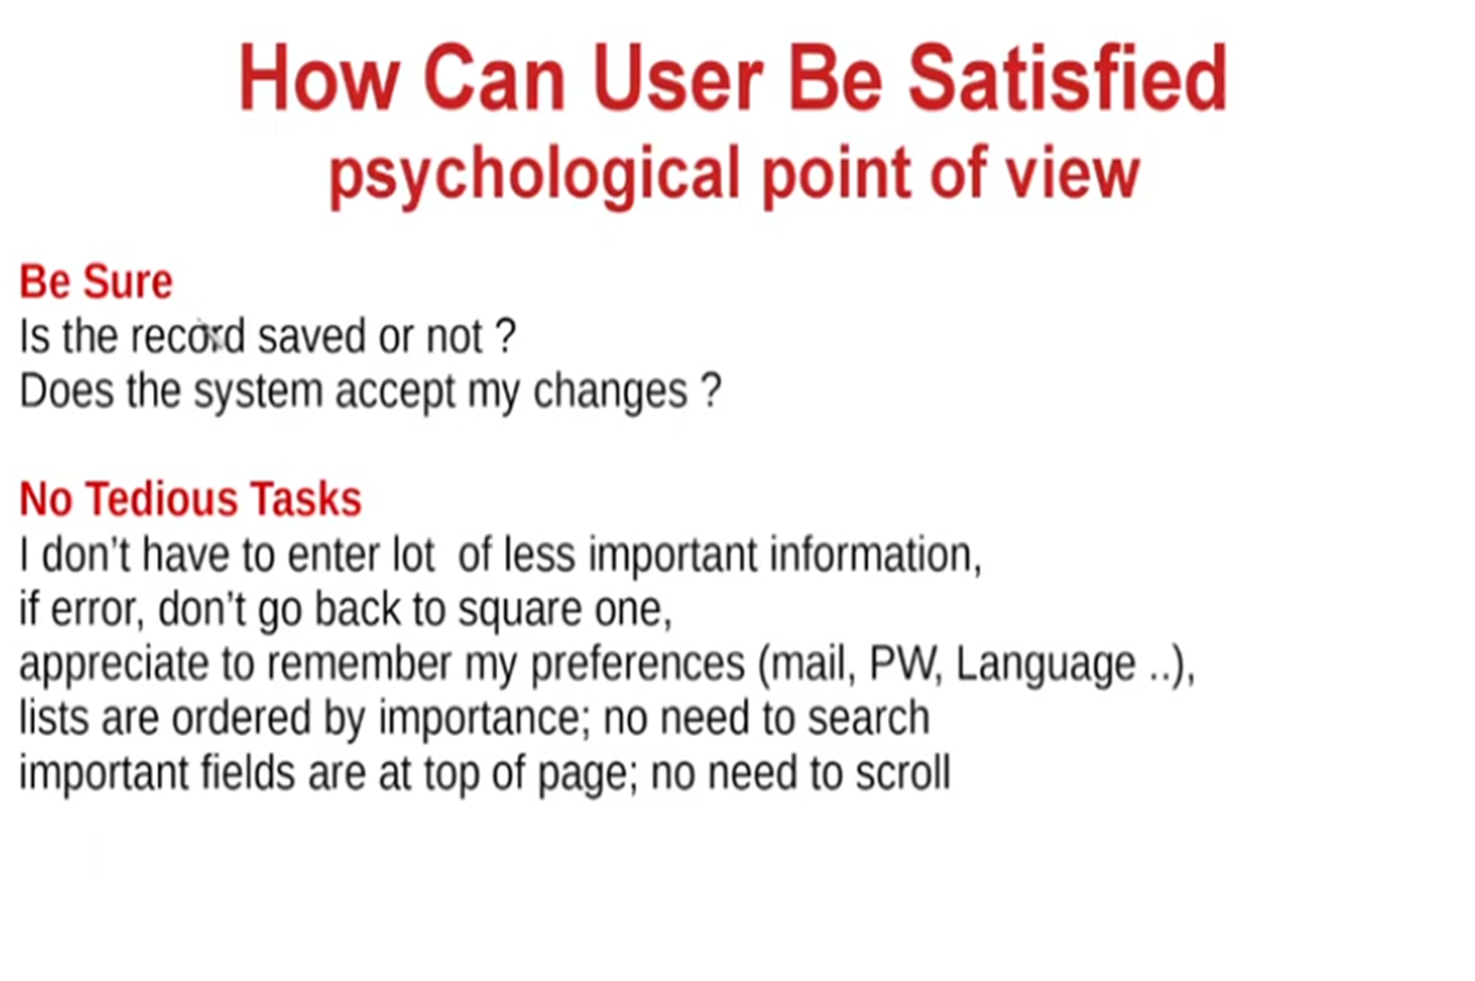 How Can User Be Satisfied
psychological point of view
Be Sure
Is the record saved or not ?
Does the system accept my changes ?
No Tedious Tasks
I don’t have to enter lot  of less important information,
if error, don’t go back to square one,
appreciate to remember my preferences (mail, PW, Language ..),
lists are ordered by importance; no need to search
important fields are at top of page; no need to scroll